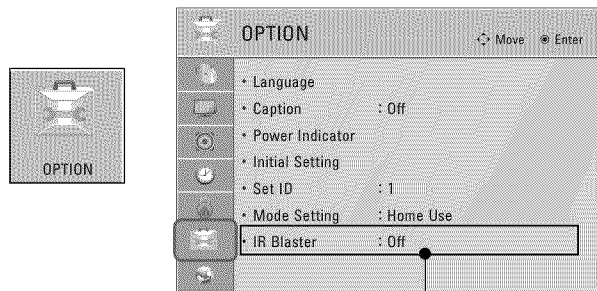 OPTION
OPTION
Move Enter
• Language
• Caption : Off
• Power Indicator
• Initial Setting
• Set ID : 1
• Mode Setting : Home Use
• IR Blaster : Off